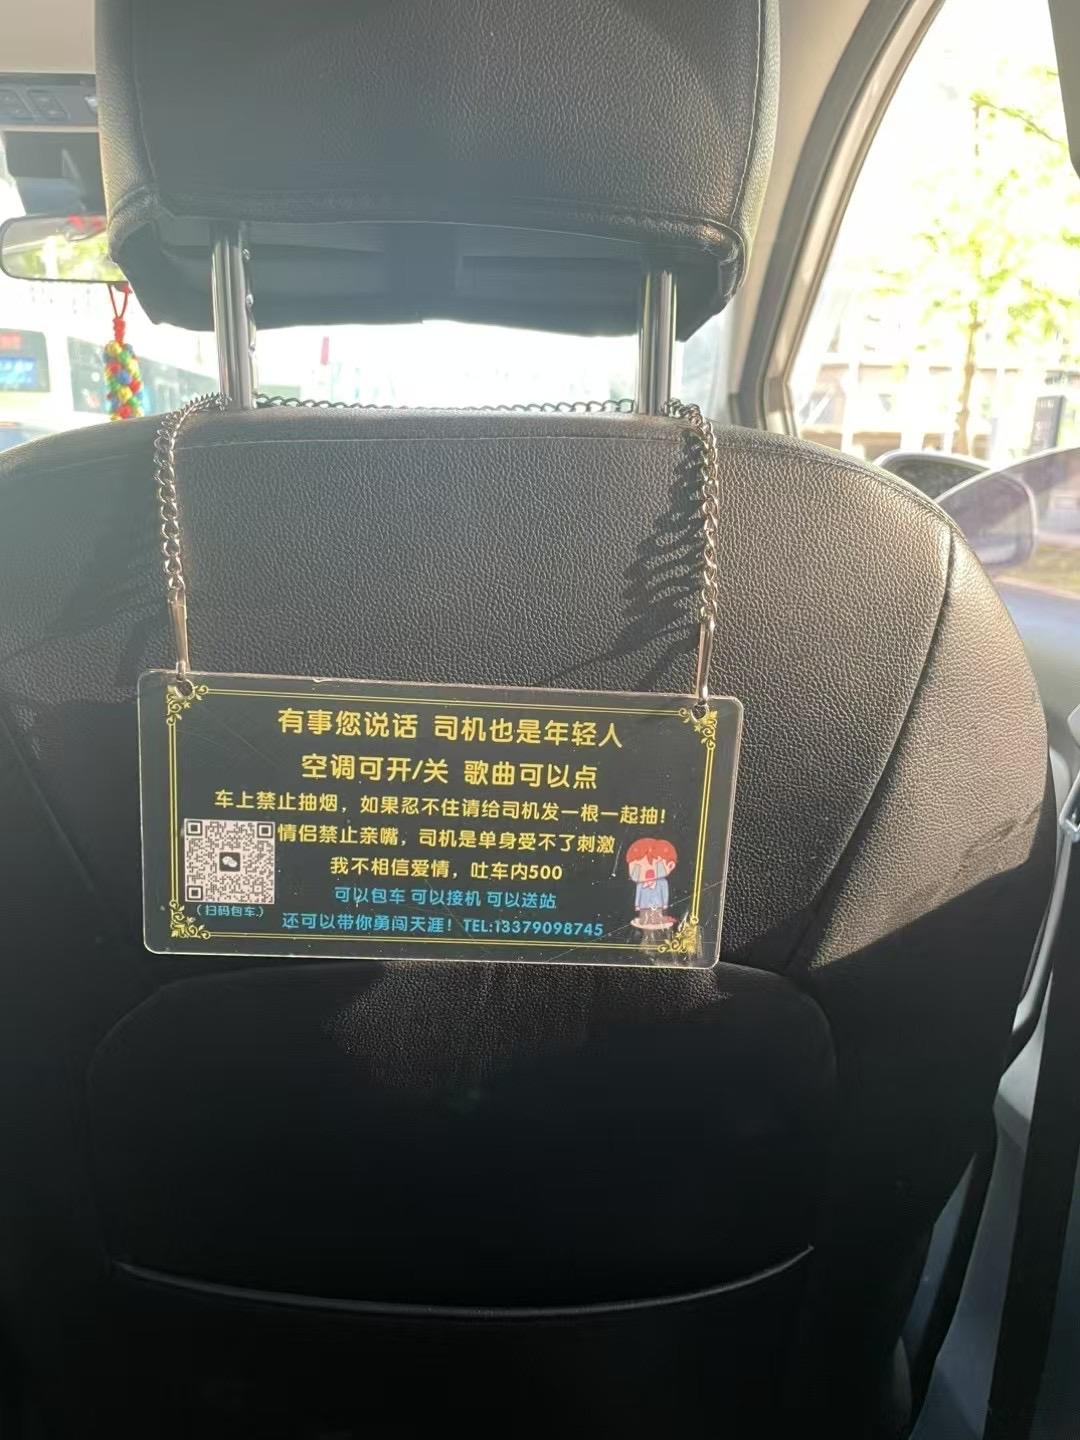 有事您说话 司机也是年轻人
空调可开/关 歌曲可以点
车上禁止抽烟，如果忍不住请给司机发一根一起抽！
情侣禁止亲嘴，司机是单身受不了刺激
我不相信爱情，吐车内500
可以包车 可以接机 可以送站
（扫码包车.）
还可以带你勇闯天涯！TEL:13379098745